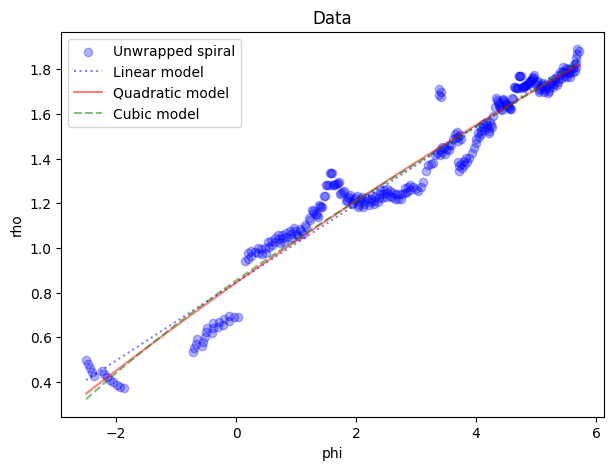 Data
Unwrapped spiral
Linear model
Quadratic model
Cubic model
rho
1.8
1.6
1.4
1.2
1.0
0.8
0.6
0.4
−2
0
2
4
6
phi